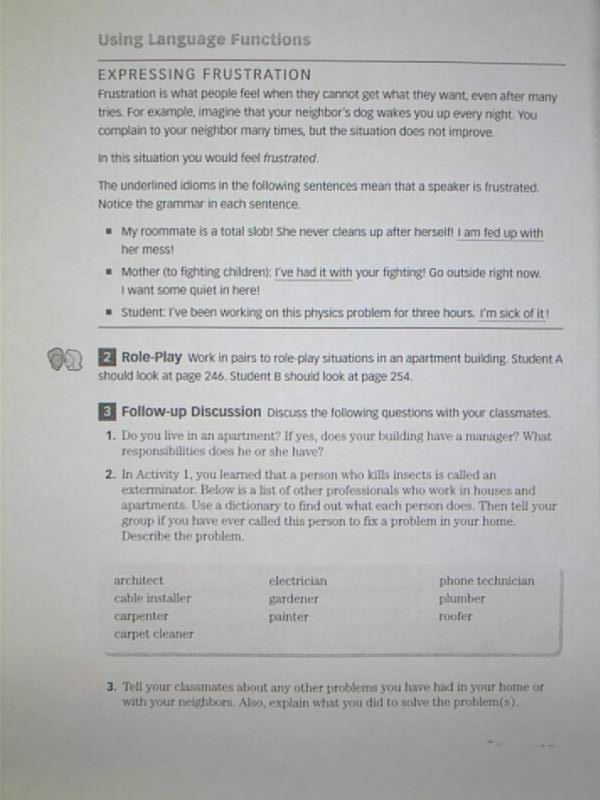 Using Language Functions
EXPRESSING FRUSTRATION
Frustration is what people feel when they cannot get what they want, even after many
tries. For example, imagine that your neighbor's dog wakes you up every night. You
complain to your neighbor many times, but the situation does not improve.
In this situation you would feel frustrated.
The underlined idioms in the following sentences mean that a speaker is frustrated.
Notice the grammar in each sentence.
▪ My roommate is a total slob! She never cleans up after herself! I am fed up with
her mess!
▪ Mother (to fighting children): I've had it with your fighting! Go outside right now.
I want some quiet in here!
▪ Student: I've been working on this physics problem for three hours. I'm sick of it!
2 Role-Play Work in pairs to role-play situations in an apartment building. Student A
should look at page 246. Student B should look at page 254.
3 Follow-up Discussion Discuss the following questions with your classmates.
1. Do you live in an apartment? If yes, does your building have a manager? What
responsibilities does he or she have?
2. In Activity 1, you learned that a person who kills insects is called an
exterminator. Below is a list of other professionals who work in houses and
apartments. Use a dictionary to find out what each person does. Then tell your
group if you have ever called this person to fix a problem in your home.
Describe the problem.
architect electrician phone technician
cable installer gardener plumber
carpenter painter roofer
carpet cleaner
3. Tell your classmates about any other problems you have had in your home or
with your neighbors. Also, explain what you did to solve the problem(s).